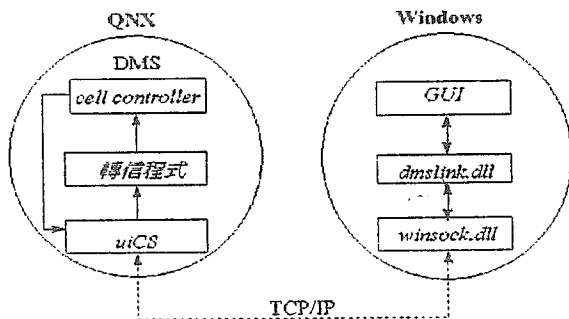 QNX
DMS
cell controller
轉信程式
uiCS
Windows
GUI
dmslink.dll
winsock.dll
TCP/IP